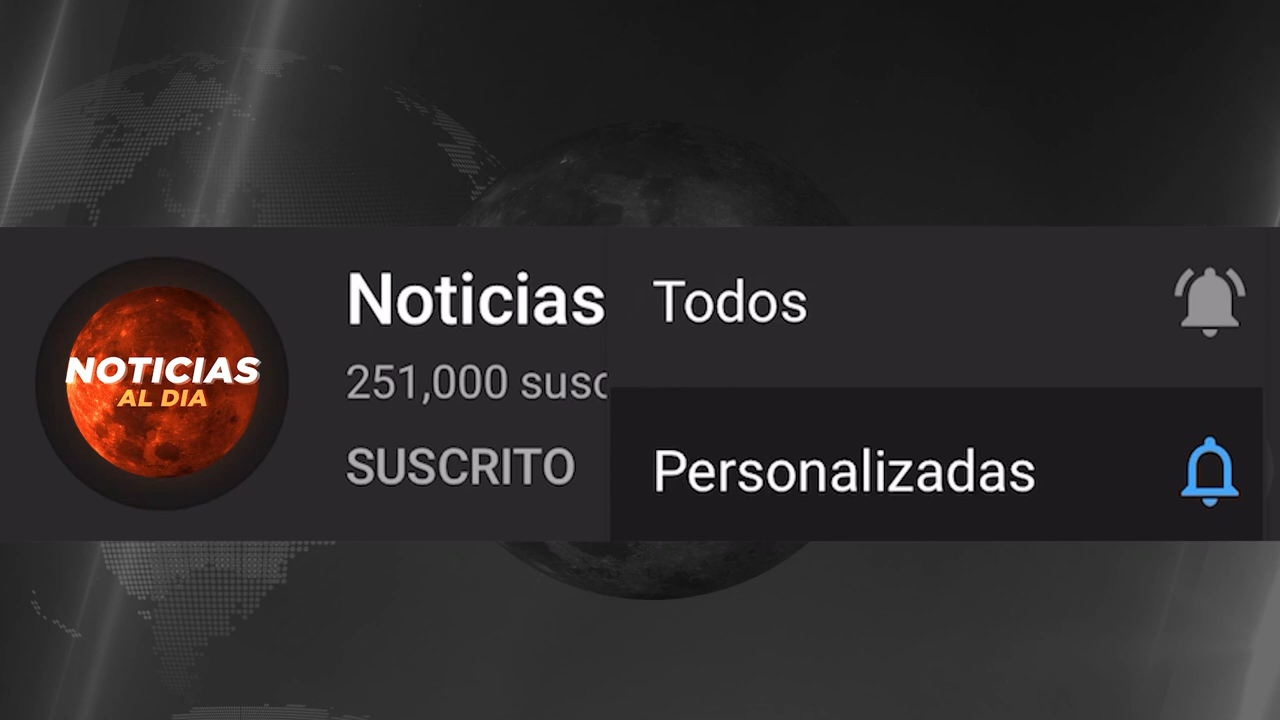 NOTICIAS
AL DIA
Noticias
251,000 susc
SUSCRITO
Todos
Personalizadas